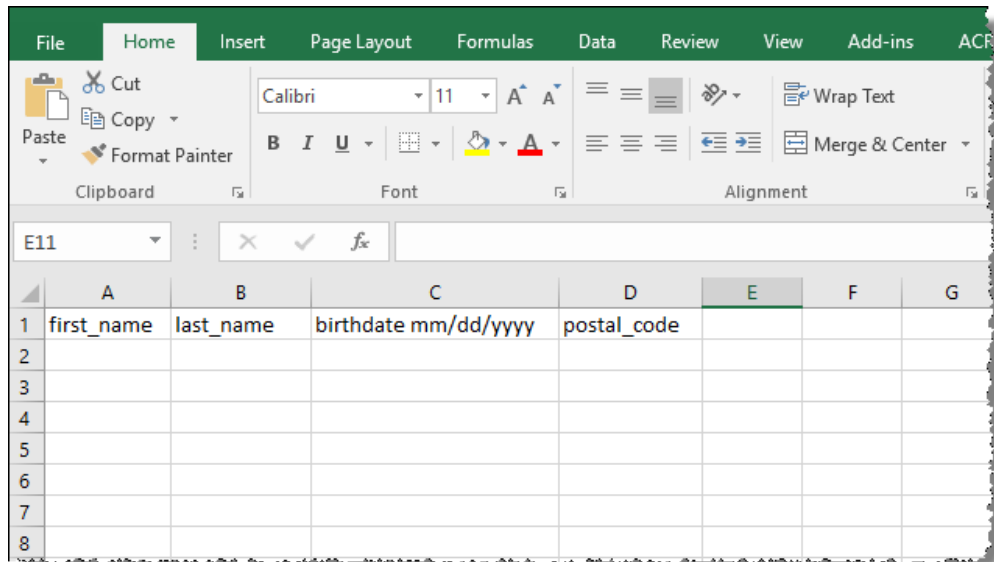 File Home Insert Page Layout Formulas Data Review View Add-ins
Cut
Calibri 11 A A Wrap Text
Copy
Paste
B I U A Merge & Center
Format Painter
Clipboard Font Alignment
E11 fx
A B C D E F G
1 first_name last_name birthdate mm/dd/yyyy postal_code
2
3
4
5
6
7
8